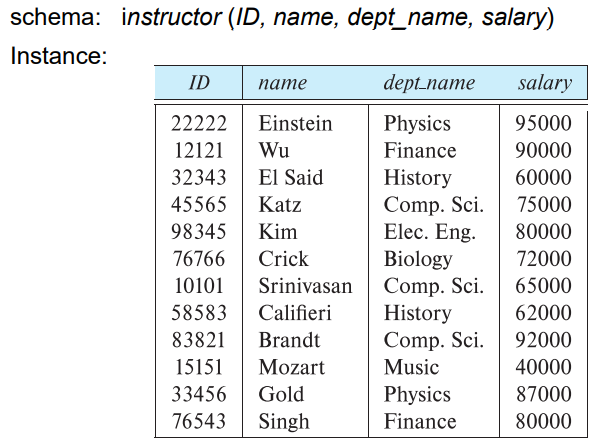 schema: instructor (ID, name, dept_name, salary)
Instance:
ID name dept_name salary
22222 Einstein Physics 95000
12121 Wu Finance 90000
32343 El Said History 60000
45565 Katz Comp. Sci. 75000
98345 Kim Elec. Eng. 80000
76766 Crick Biology 72000
10101 Srinivasan Comp. Sci. 65000
58583 Califieri History 62000
83821 Brandt Comp. Sci. 92000
15151 Mozart Music 40000
33456 Gold Physics 87000
76543 Singh Finance 80000